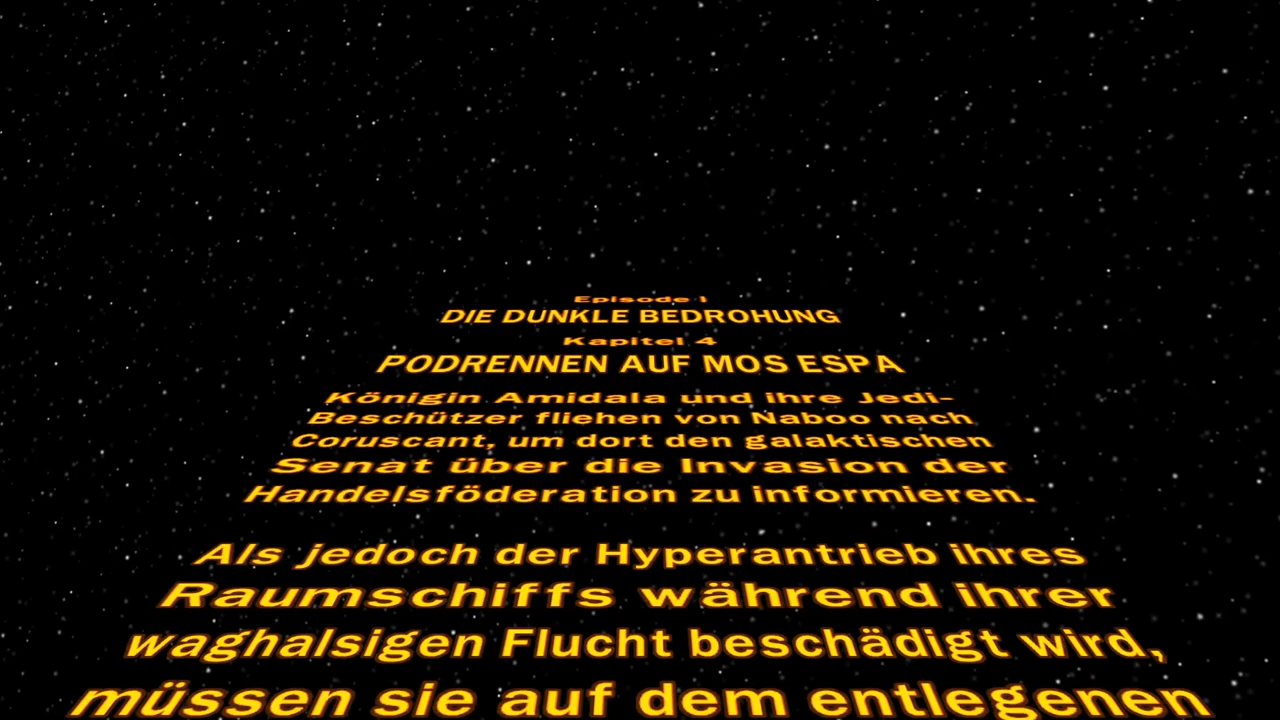 Episode I
DIE DUNKLE BEDROHUNG
Kapitel 4
PODRENNEN AUF MOS ESPA
Königin Amidala und ihre Jedi-
Beschützer fliehen von Naboo nach
Coruscant, um dort den galaktischen
Senat über die Invasion der
Handelsföderation zu informieren.
Als jedoch der Hyperantrieb ihres
Raumschiffs während ihrer
waghalsigen Flucht beschädigt wird,
müssen sie auf dem entlegenen